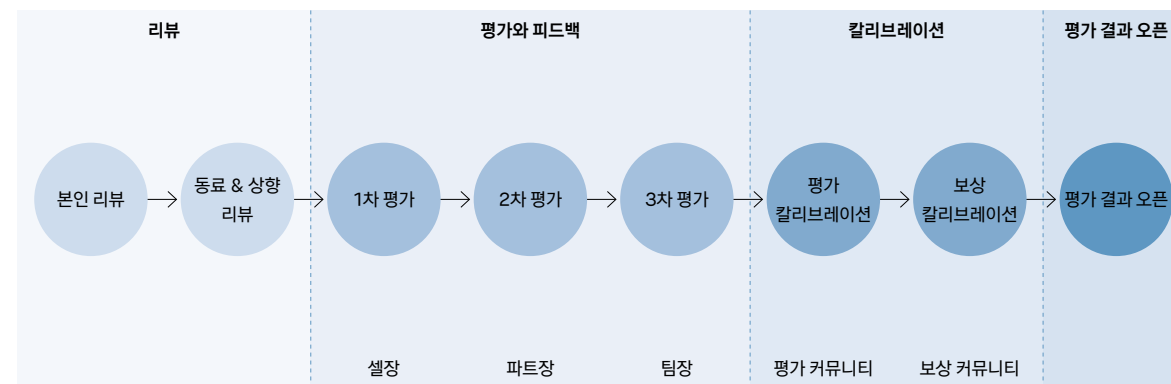 리뷰
평가와 피드백
칼리브레이션
평가 결과 오픈
본인 리뷰
동료 & 상향
리뷰
1차 평가
2차 평가
3차 평가
평가
칼리브레이션
보상
칼리브레이션
평가 결과 오픈
셀장
파트장
팀장
평가 커뮤니티
보상 커뮤니티